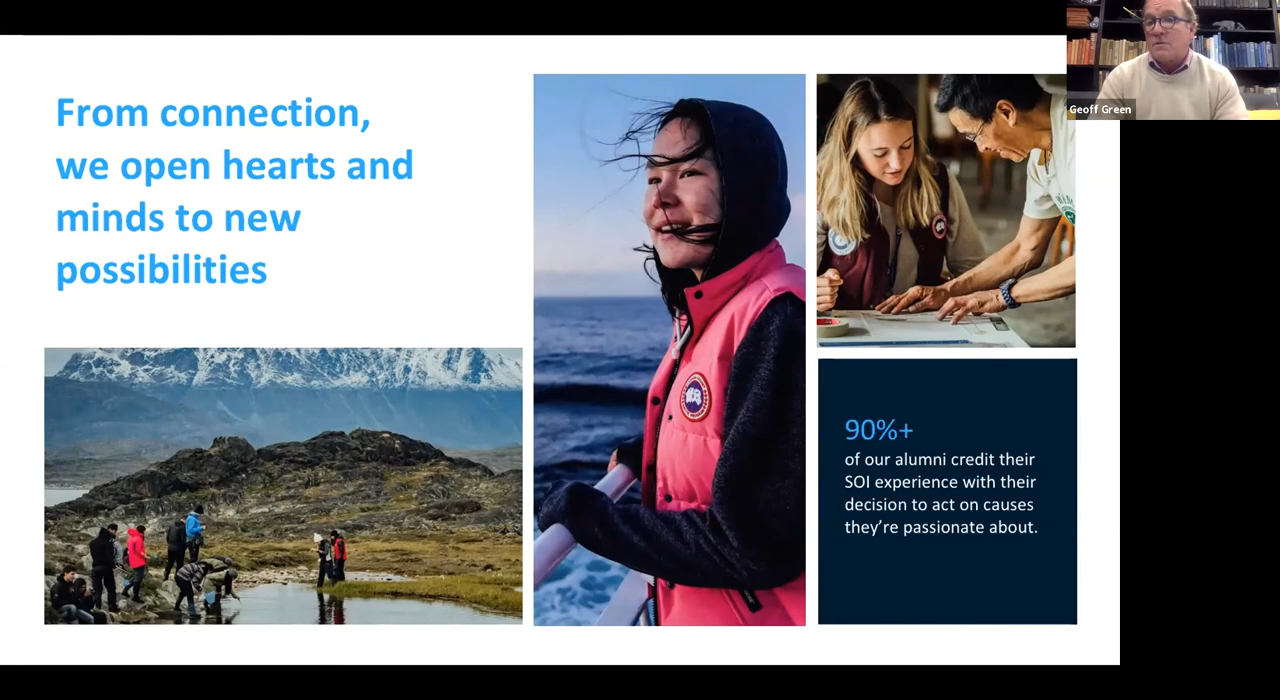 From connection,
we open hearts and
minds to new
possibilities
Geoff Green
90%+
of our alumni credit their
SOI experience with their
decision to act on causes
they're passionate about.